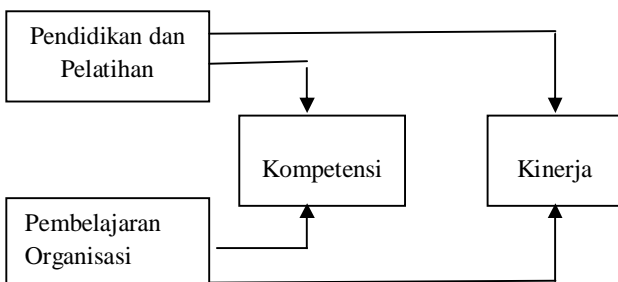 Pendidikan dan
Pelatihan
Kompetensi
Kinerja
Pembelajaran
Organisasi